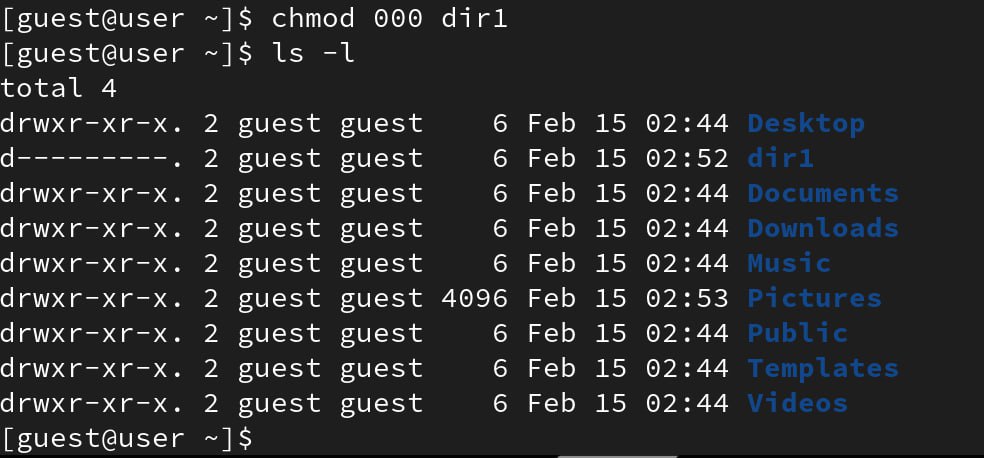 [guest@user ~]$ chmod 000 dir1
[guest@user ~]$ ls -l
total 4
drwxr-xr-x. 2 guest guest    6 Feb 15 02:44 Desktop
d---------. 2 guest guest    6 Feb 15 02:52 dir1
drwxr-xr-x. 2 guest guest    6 Feb 15 02:44 Documents
drwxr-xr-x. 2 guest guest    6 Feb 15 02:44 Downloads
drwxr-xr-x. 2 guest guest    6 Feb 15 02:44 Music
drwxr-xr-x. 2 guest guest 4096 Feb 15 02:53 Pictures
drwxr-xr-x. 2 guest guest    6 Feb 15 02:44 Public
drwxr-xr-x. 2 guest guest    6 Feb 15 02:44 Templates
drwxr-xr-x. 2 guest guest    6 Feb 15 02:44 Videos
[guest@user ~]$